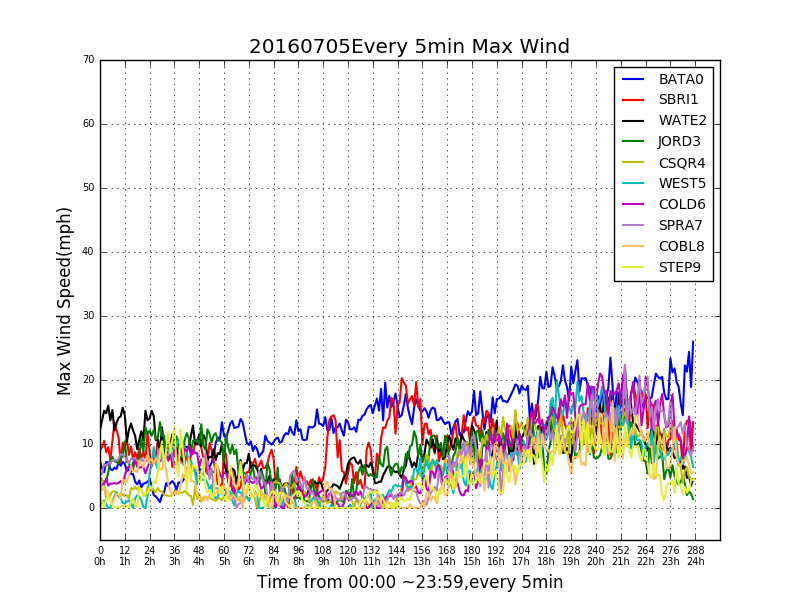 20160705Every 5min Max Wind
70
60
50
40
30
20
10
0
Max Wind Speed(mph)
BATA0
SBRI1
WATE2
JORD3
CSQR4
WEST5
COLD6
SPRA7
COBL8
STEP9
0 12 24 36 48 60 72 84 96 108 120 132 144 156 168 180 192 204 216 228 240 252 264 276 288
0h 1h 2h 3h 4h 5h 6h 7h 8h 9h 10h 11h 12h 13h 14h 15h 16h 17h 18h 19h 20h 21h 22h 23h 24h
Time from 00:00 ~23:59,every 5min